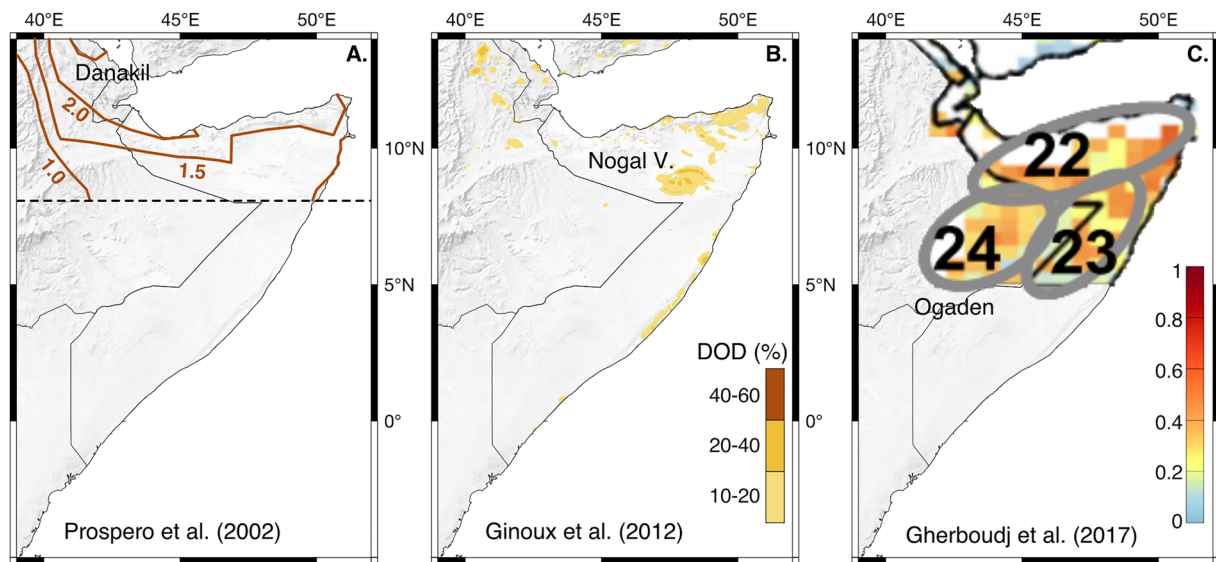 40°E 45°E 50°E 40°E 45°E 50°E 40°E 45°E 50°E
A. B. C.
Danakil
2.0
1.5
1.0
Nogal V.
22
24 23
Ogaden
10°N 10°N
5°N 5°N
0° 0°
DOD (%)
40-60
20-40
10-20
1
0.8
0.6
0.4
0.2
0
Prospero et al. (2002)
Ginoux et al. (2012)
Gherboudj et al. (2017)